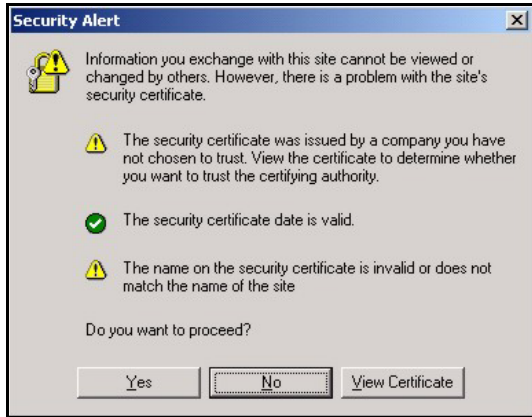 Security Alert
Information you exchange with this site cannot be viewed or
changed by others. However, there is a problem with the site's
security certificate.
The security certificate was issued by a company you have
not chosen to trust. View the certificate to determine whether
you want to trust the certifying authority.
The security certificate date is valid.
The name on the security certificate is invalid or does not
match the name of the site
Do you want to proceed?
Yes No View Certificate